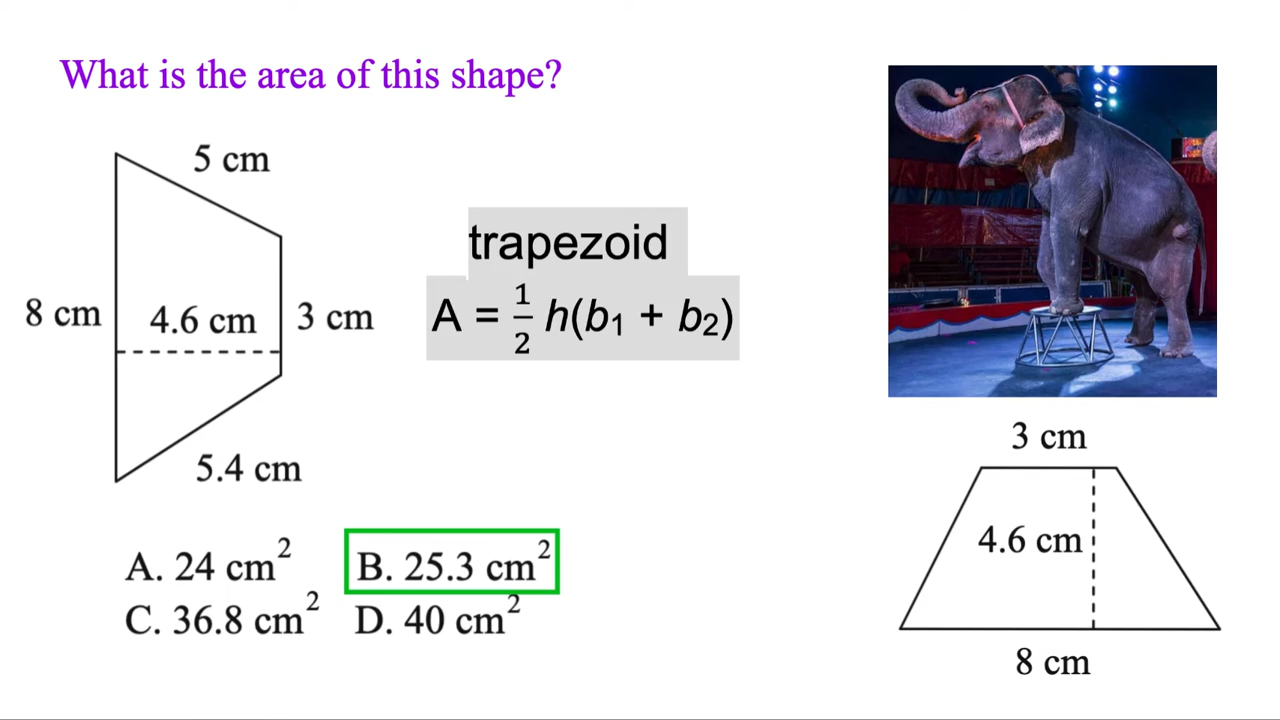 What is the area of this shape?
5 cm
8 cm
4.6 cm
3 cm
5.4 cm
trapezoid
A = 1/2 h(b₁ + b₂)
A. 24 cm² B. 25.3 cm²
C. 36.8 cm² D. 40 cm²
3 cm
4.6 cm
8 cm